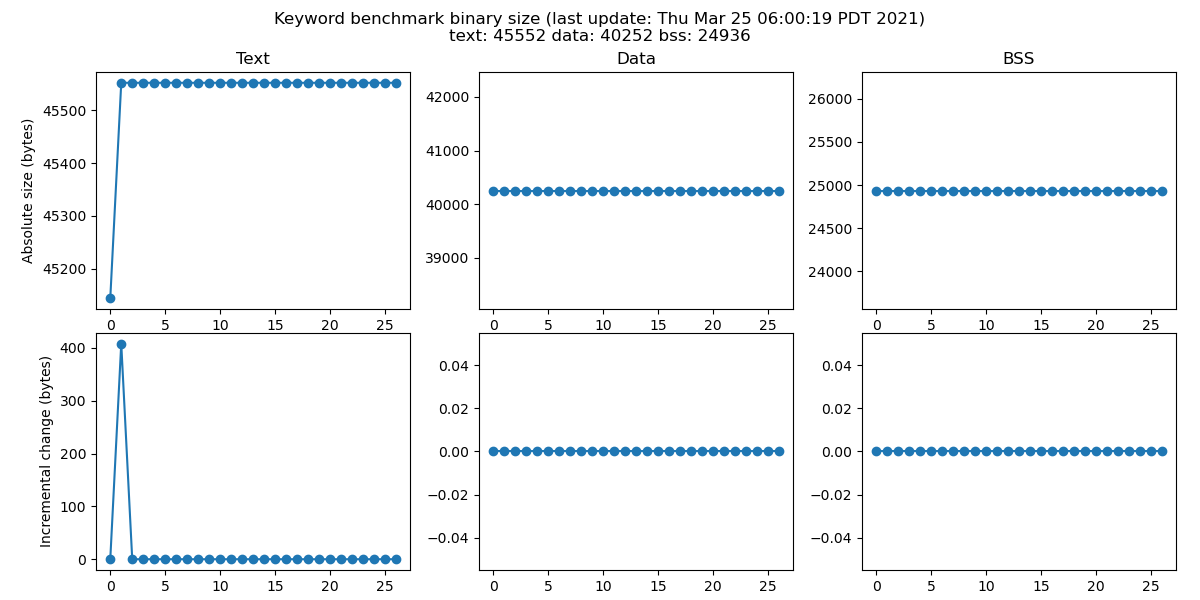 Keyword benchmark binary size (last update: Thu Mar 25 06:00:19 PDT 2021)
text: 45552 data: 40252 bss: 24936
Text
Data
BSS
Absolute size (bytes)
45500
45400
45300
45200
0 5 10 15 20 25
42000
41000
40000
39000
0 5 10 15 20 25
26000
25500
25000
24500
24000
0 5 10 15 20 25
Incremental change (bytes)
400
300
200
100
0
0 5 10 15 20 25
0.04
0.02
0.00
−0.02
−0.04
0 5 10 15 20 25
0.04
0.02
0.00
−0.02
−0.04
0 5 10 15 20 25